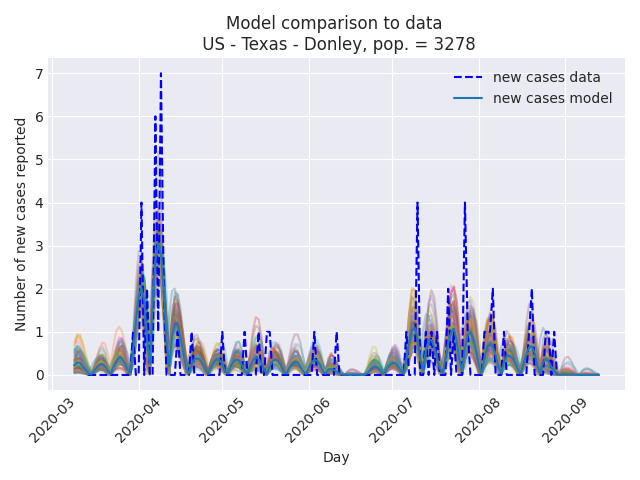 Model comparison to data
US - Texas - Donley, pop. = 3278
new cases data
new cases model
Number of new cases reported
7
6
5
4
3
2
1
0
2020-03
2020-04
2020-05
2020-06
2020-07
2020-08
2020-09
Day